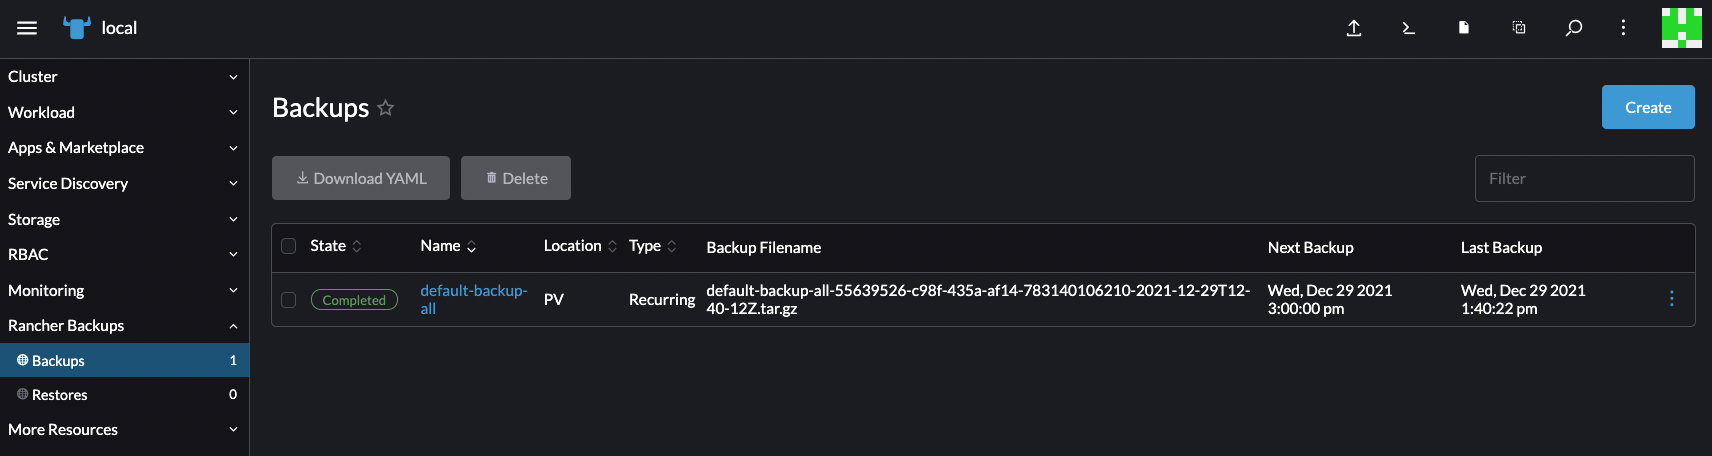 local
Cluster
Workload
Apps & Marketplace
Service Discovery
Storage
RBAC
Monitoring
Rancher Backups
Backups 1
Restores 0
More Resources
Backups
Create
Download YAML Delete
Filter
State Name Location Type Backup Filename Next Backup Last Backup
Completed default-backup- PV Recurring default-backup-all-55639526-c98f-435a-af14-783140106210-2021-12-29T12- Wed, Dec 29 2021 Wed, Dec 29 2021
all 40-12Z.tar.gz 3:00:00 pm 1:40:22 pm